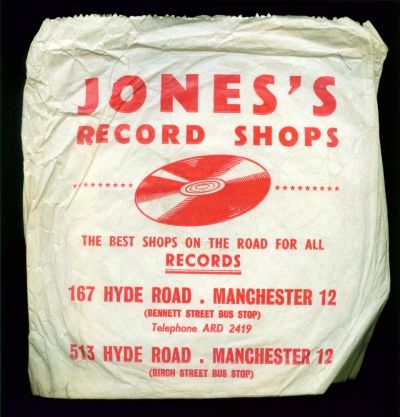 JONES'S
RECORD SHOPS
THE BEST SHOPS ON THE ROAD FOR ALL
RECORDS
167 HYDE ROAD . MANCHESTER 12
(BENNETT STREET BUS STOP)
Telephone ARD 2419
513 HYDE ROAD . MANCHESTER 12
(BIRCH STREET BUS STOP)